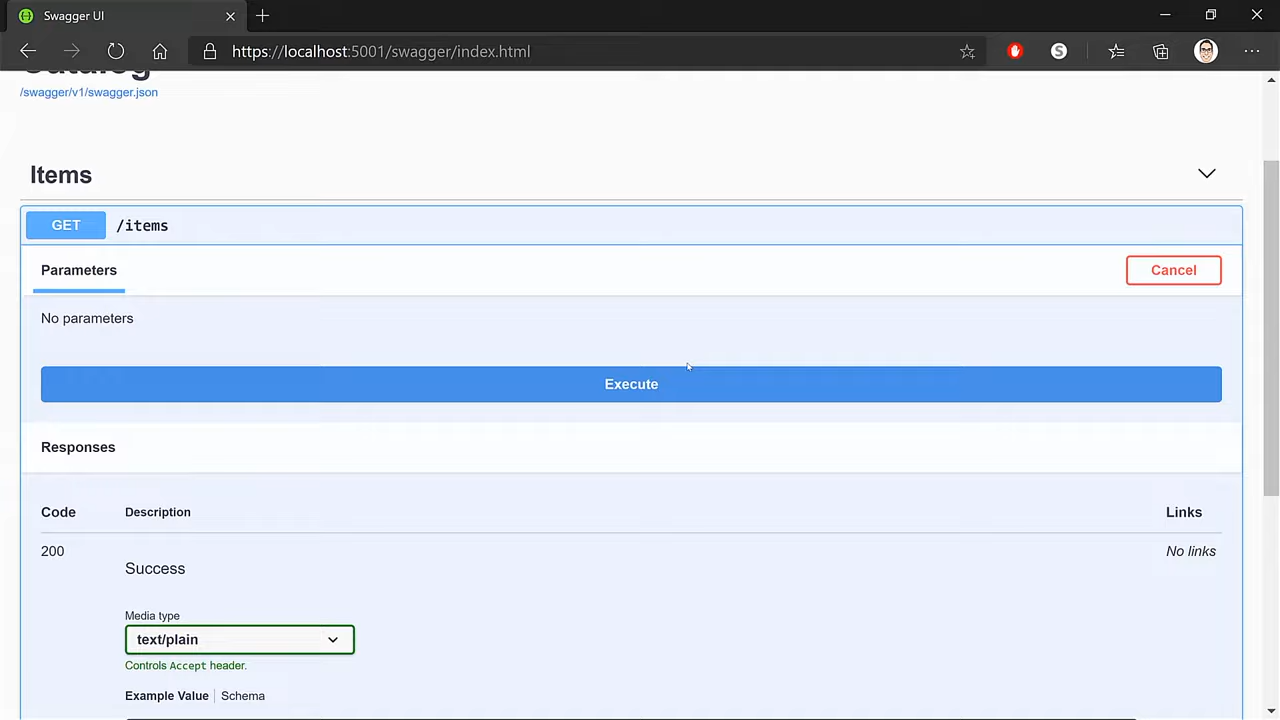 Swagger UI
https://localhost:5001/swagger/index.html
Catalog
/swagger/v1/swagger.json
Items
GET /items
Parameters
Cancel
No parameters
Execute
Responses
Code Description Links
200 No links
Success
Media type
text/plain
Controls Accept header.
Example Value Schema